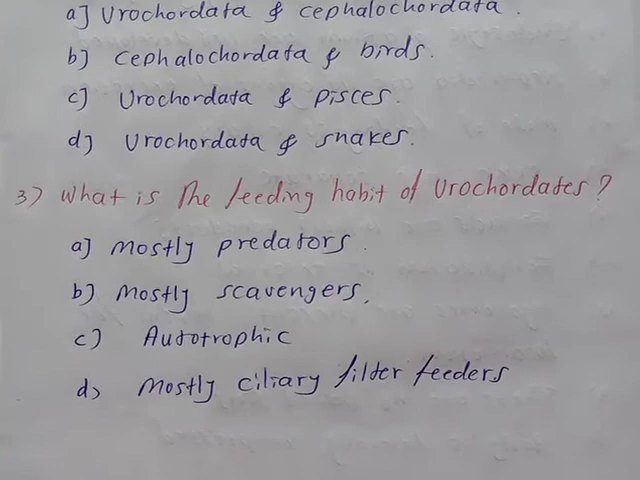 a] Urochordata & cephalochordata.
b) cephalochordata & birds.
c] Urochordata & pisces.
d] Urochordata & snakes.
3) What is The feeding habit of Urochordates?
a] Mostly predators.
b) Mostly scavengers.
c) Autotrophic
d) Mostly ciliary filter feeders